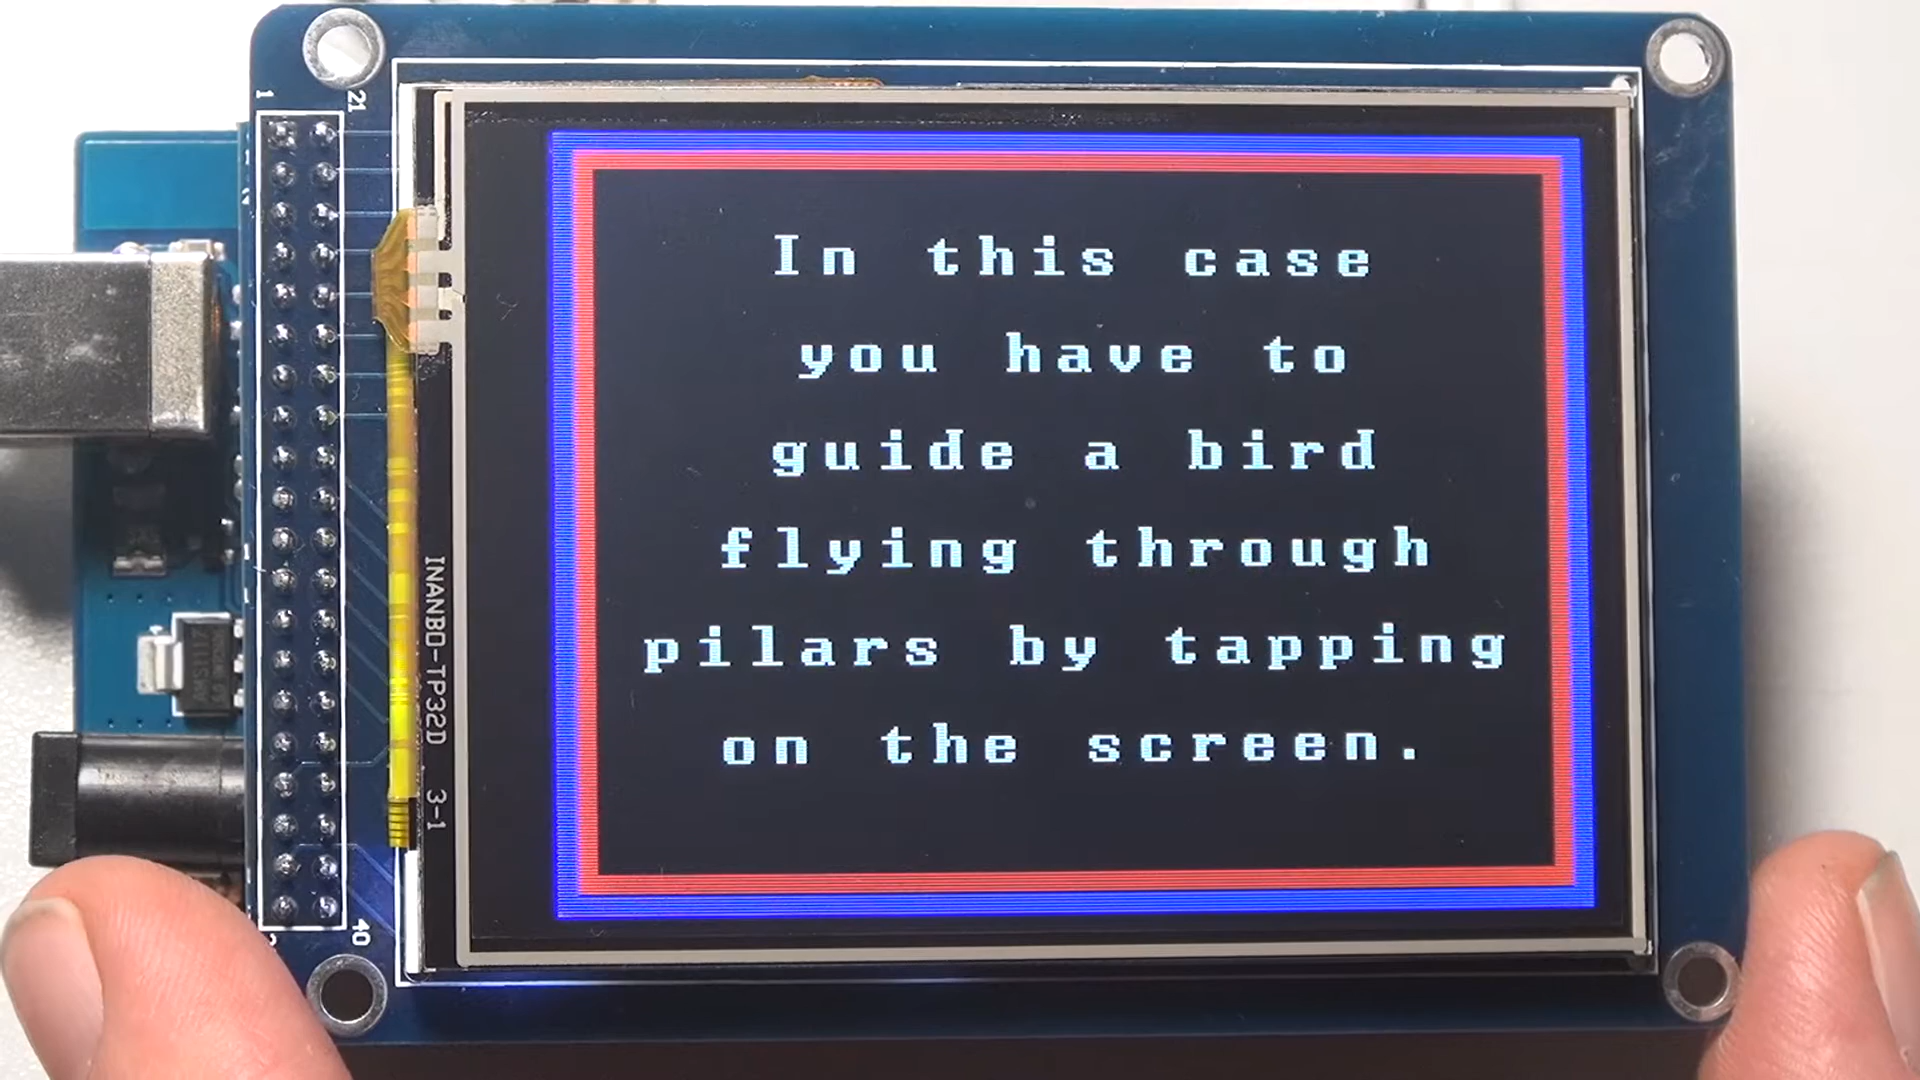 In this case
you have to
guide a bird
flying through
pilars by tapping
on the screen.
1
21
40
INANBO-TP32D 3-1
AMS1117